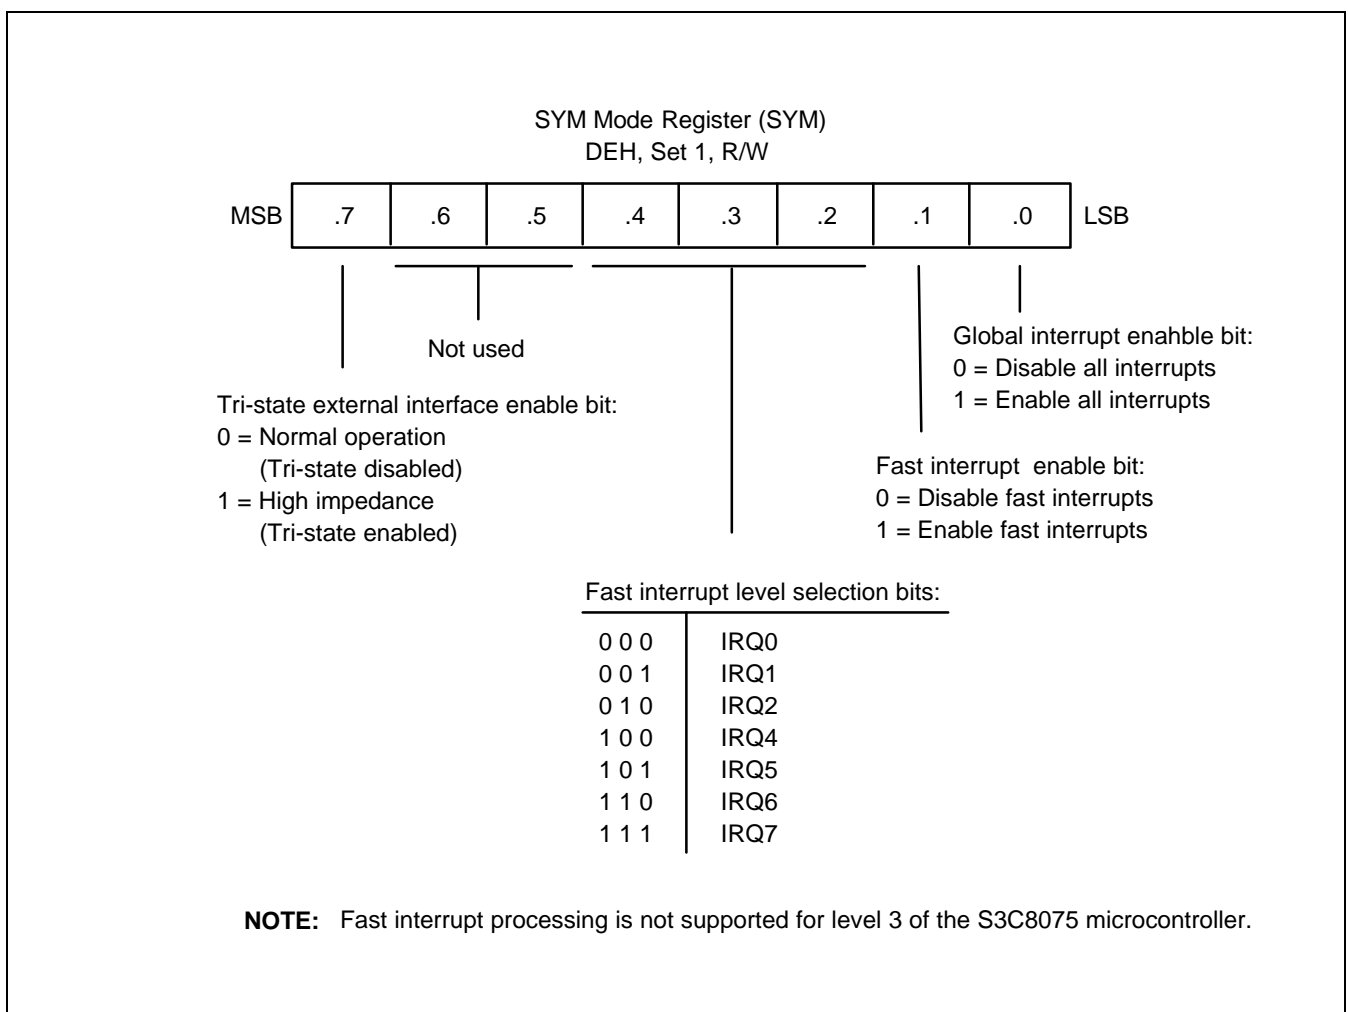 SYM Mode Register (SYM)
DEH, Set 1, R/W
MSB .7 .6 .5 .4 .3 .2 .1 .0 LSB
Not used
Global interrupt enahble bit:
0 = Disable all interrupts
1 = Enable all interrupts
Tri-state external interface enable bit:
0 = Normal operation
(Tri-state disabled)
1 = High impedance
(Tri-state enabled)
Fast interrupt enable bit:
0 = Disable fast interrupts
1 = Enable fast interrupts
Fast interrupt level selection bits:
0 0 0 IRQ0
0 0 1 IRQ1
0 1 0 IRQ2
1 0 0 IRQ4
1 0 1 IRQ5
1 1 0 IRQ6
1 1 1 IRQ7
NOTE: Fast interrupt processing is not supported for level 3 of the S3C8075 microcontroller.